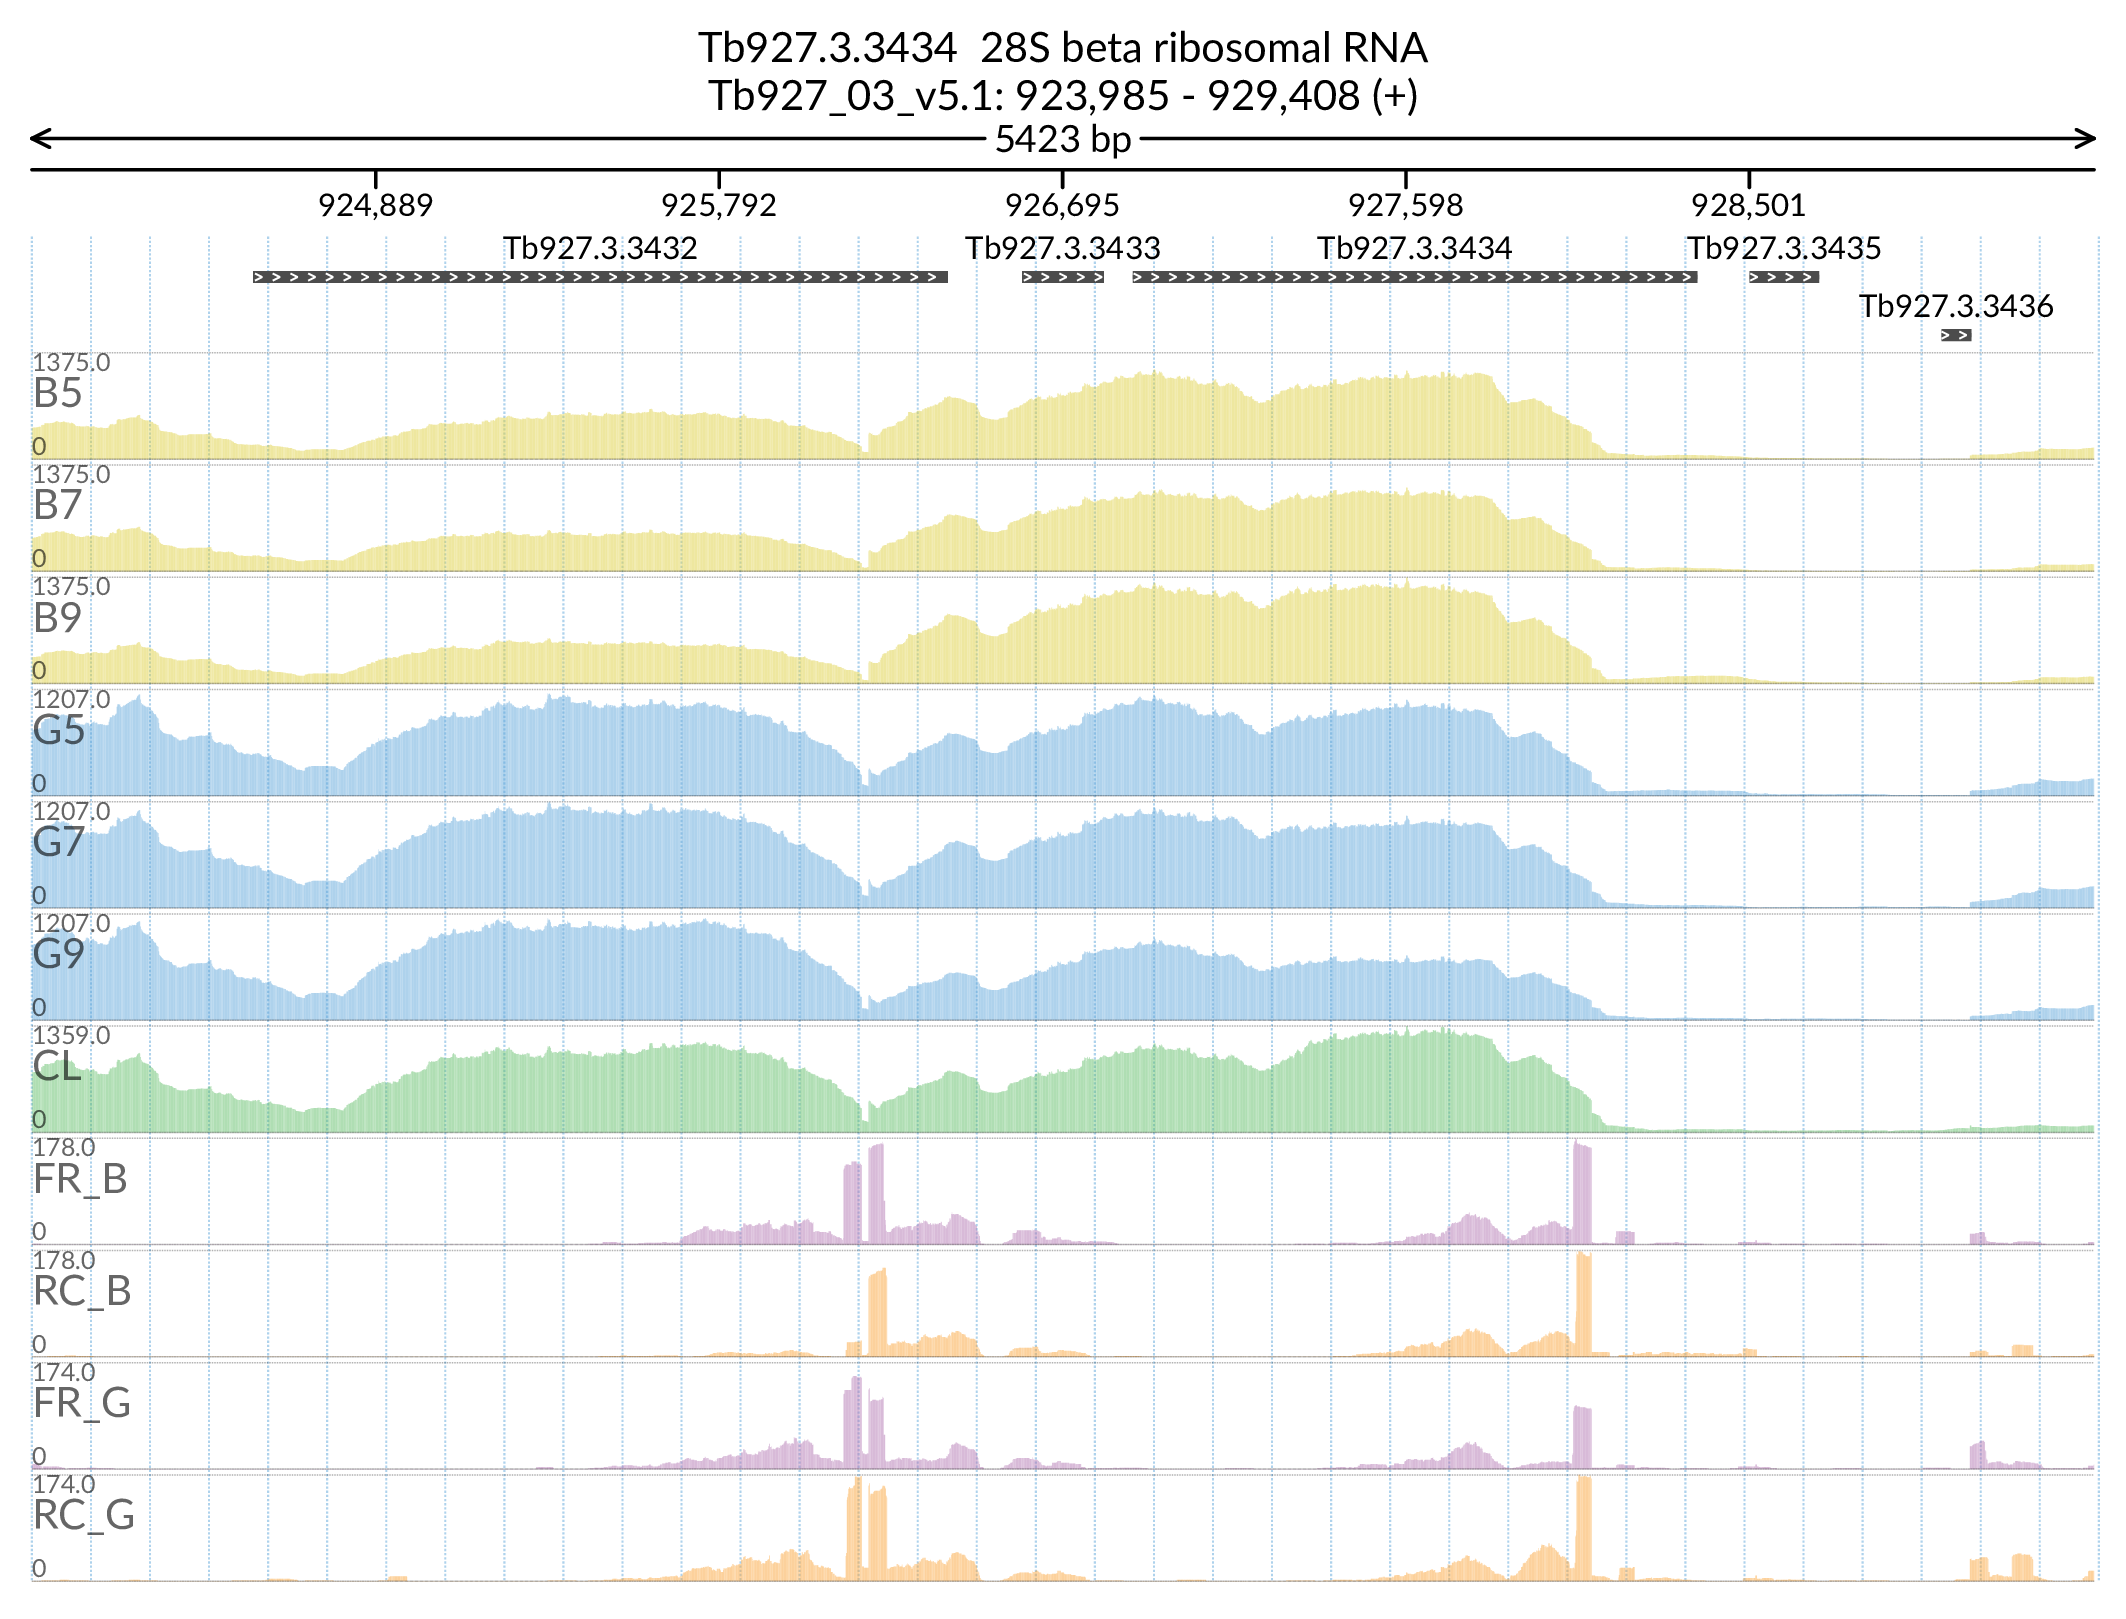 Tb927.3.3434 28S beta ribosomal RNA
Tb927_03_v5.1: 923,985 - 929,408 (+)
5423 bp
924,889 925,792 926,695 927,598 928,501
Tb927.3.3432 Tb927.3.3433 Tb927.3.3434 Tb927.3.3435
Tb927.3.3436
1375.0
B5
0
1375.0
B7
0
1375.0
B9
0
1207.0
G5
0
1207.0
G7
0
1207.0
G9
0
1359.0
CL
0
178.0
FR_B
0
178.0
RC_B
0
174.0
FR_G
0
174.0
RC_G
0